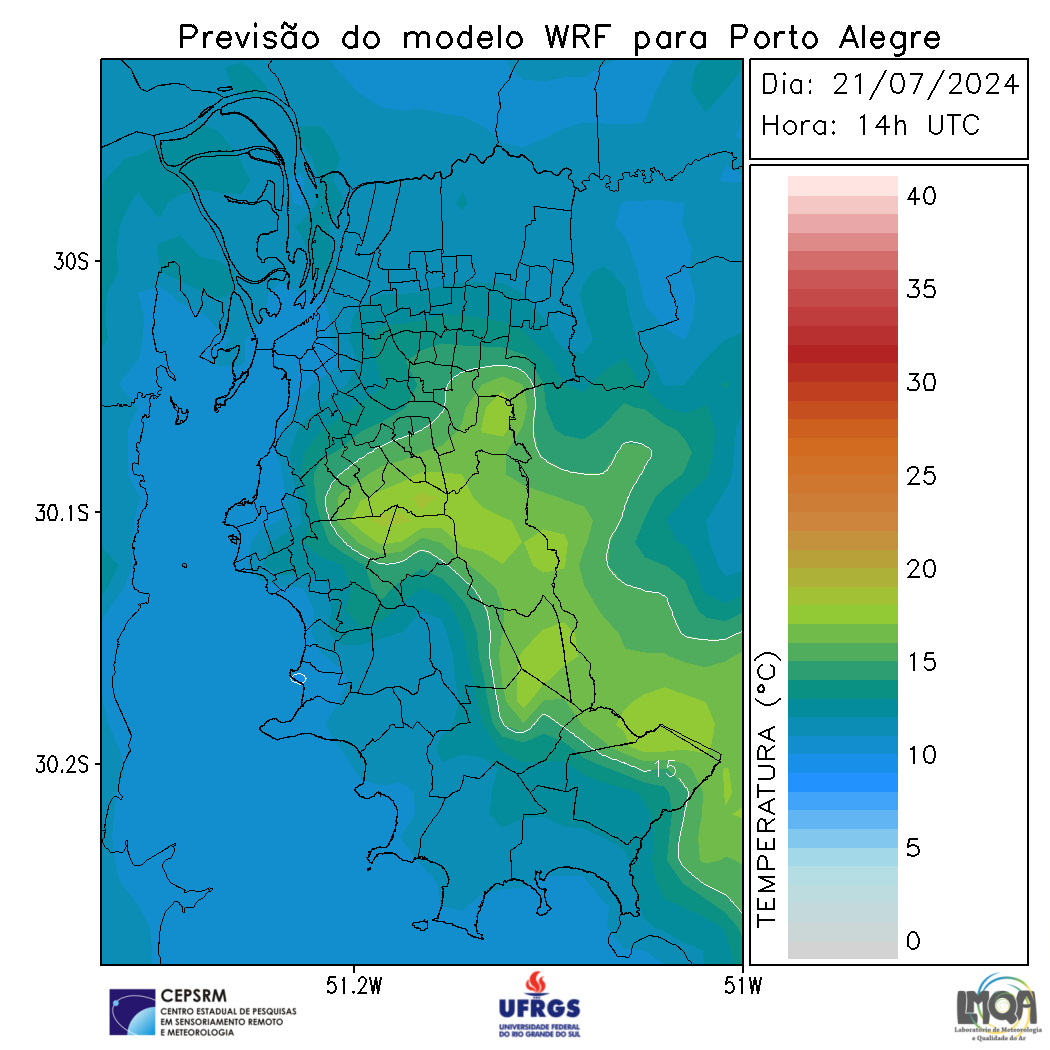 Previsão do modelo WRF para Porto Alegre
Dia: 21/07/2024
Hora: 14h UTC
40
35
30
25
20
15
10
5
0
TEMPERATURA (°C)
30S
30.1S
30.2S
15
51.2W
51W
CEPSRM
CENTRO ESTADUAL DE PESQUISAS
EM SENSORIAMENTO REMOTO
E METEOROLOGIA
UFRGS
UNIVERSIDADE FEDERAL
DO RIO GRANDE DO SUL
LMQA
Laboratório de Meteorologia
e Qualidade do Ar